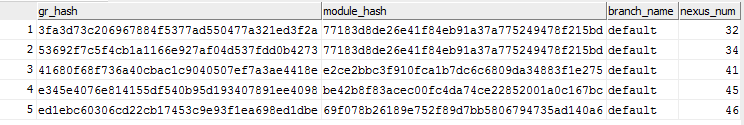 gr_hash module_hash branch_name nexus_num
1 3fa3d73c206967884f5377ad550477a321ed3f2a 77183d8de26e41f84eb91a37a775249478f215bd default 32
2 53692f7c5f4cb1a1166e927af04d537fdd0b4273 77183d8de26e41f84eb91a37a775249478f215bd default 34
3 41680f68f736a40cbac1c9040507ef7a3ae4418e e2ce2bbc3f910fca1b7dc6c6809da34883f1e275 default 41
4 e345e4076e814155df540b95d193407891ee4098 be42b8f83acec00fc4da74ce22852001a0c167bc default 45
5 ed1ebc60306cd22cb17453c9e93f1ea698ed1dbe 69f078b26189e752f89d7bb5806794735ad140a6 default 46